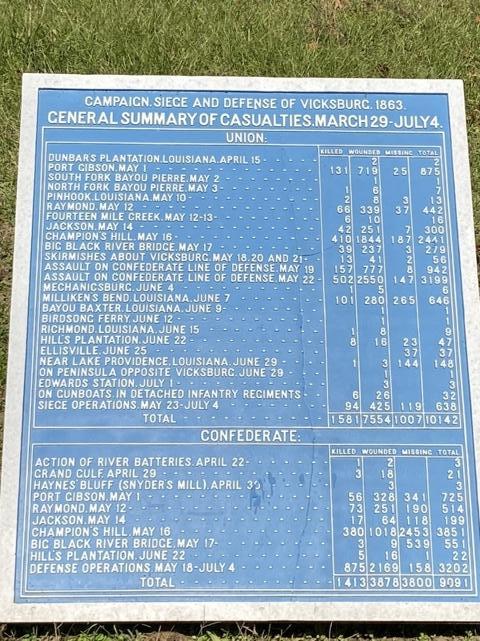 CAMPAIGN, SIEGE AND DEFENSE OF VICKSBURG, 1863.
GENERAL SUMMARY OF CASUALTIES, MARCH 29-JULY 4.
UNION:
KILLED WOUNDED MISSING TOTAL
DUNBARS PLANTATION, LOUISIANA, APRIL 15 2 2
PORT GIBSON, MAY 1 131 719 25 875
SOUTH FORK BAYOU PIERRE, MAY 2 1 1
NORTH FORK BAYOU PIERRE, MAY 3 1 6 7
PINHOOK, LOUISIANA, MAY 10 2 8 3 13
RAYMOND, MAY 12 66 339 37 442
FOURTEEN MILE CREEK, MAY 12-13 6 10 16
JACKSON, MAY 14 42 251 7 300
CHAMPION'S HILL, MAY 16 410 1844 187 2441
BIG BLACK RIVER BRIDGE, MAY 17 39 237 3 279
SKIRMISHES ABOUT VICKSBURG, MAY 18, 20 AND 21 13 41 2 56
ASSAULT ON CONFEDERATE LINE OF DEFENSE, MAY 19 157 777 8 942
ASSAULT ON CONFEDERATE LINE OF DEFENSE, MAY 22 502 2550 147 3199
MECHANICSBURG, JUNE 4 1 5 6
MILLIKEN'S BEND, LOUISIANA, JUNE 7 101 280 265 646
BAYOU BAXTER, LOUISIANA, JUNE 9 1 1
BIRDSONG FERRY, JUNE 12 1 1
RICHMOND, LOUISIANA, JUNE 15 1 8 9
HILL'S PLANTATION, JUNE 22 8 16 23 47
ELLISVILLE, JUNE 25 37 37
NEAR LAKE PROVIDENCE, LOUISIANA, JUNE 29 1 3 144 148
ON PENINSULA OPPOSITE VICKSBURG, JUNE 29 1 1
EDWARDS STATION, JULY 1 3 3
ON GUNBOATS, IN DETACHED INFANTRY REGIMENTS 6 26 32
SIEGE OPERATIONS, MAY 23-JULY 4 94 425 119 638
TOTAL 1581 7554 1007 10142
CONFEDERATE:
KILLED WOUNDED MISSING TOTAL
ACTION OF RIVER BATTERIES, APRIL 22 1 2 3
GRAND GULF, APRIL 29 3 18 21
HAYNES' BLUFF (SNYDER'S MILL), APRIL 30 3 3
PORT GIBSON, MAY 1 56 328 341 725
RAYMOND, MAY 12 73 251 190 514
JACKSON, MAY 14 17 64 118 199
CHAMPION'S HILL, MAY 16 380 1018 2453 3851
BIG BLACK RIVER BRIDGE, MAY 17 3 9 539 551
HILL'S PLANTATION, JUNE 22 5 16 22
DEFENSE OPERATIONS, MAY 18-JULY 4 875 2169 158 3202
TOTAL 1413 3878 3800 9091